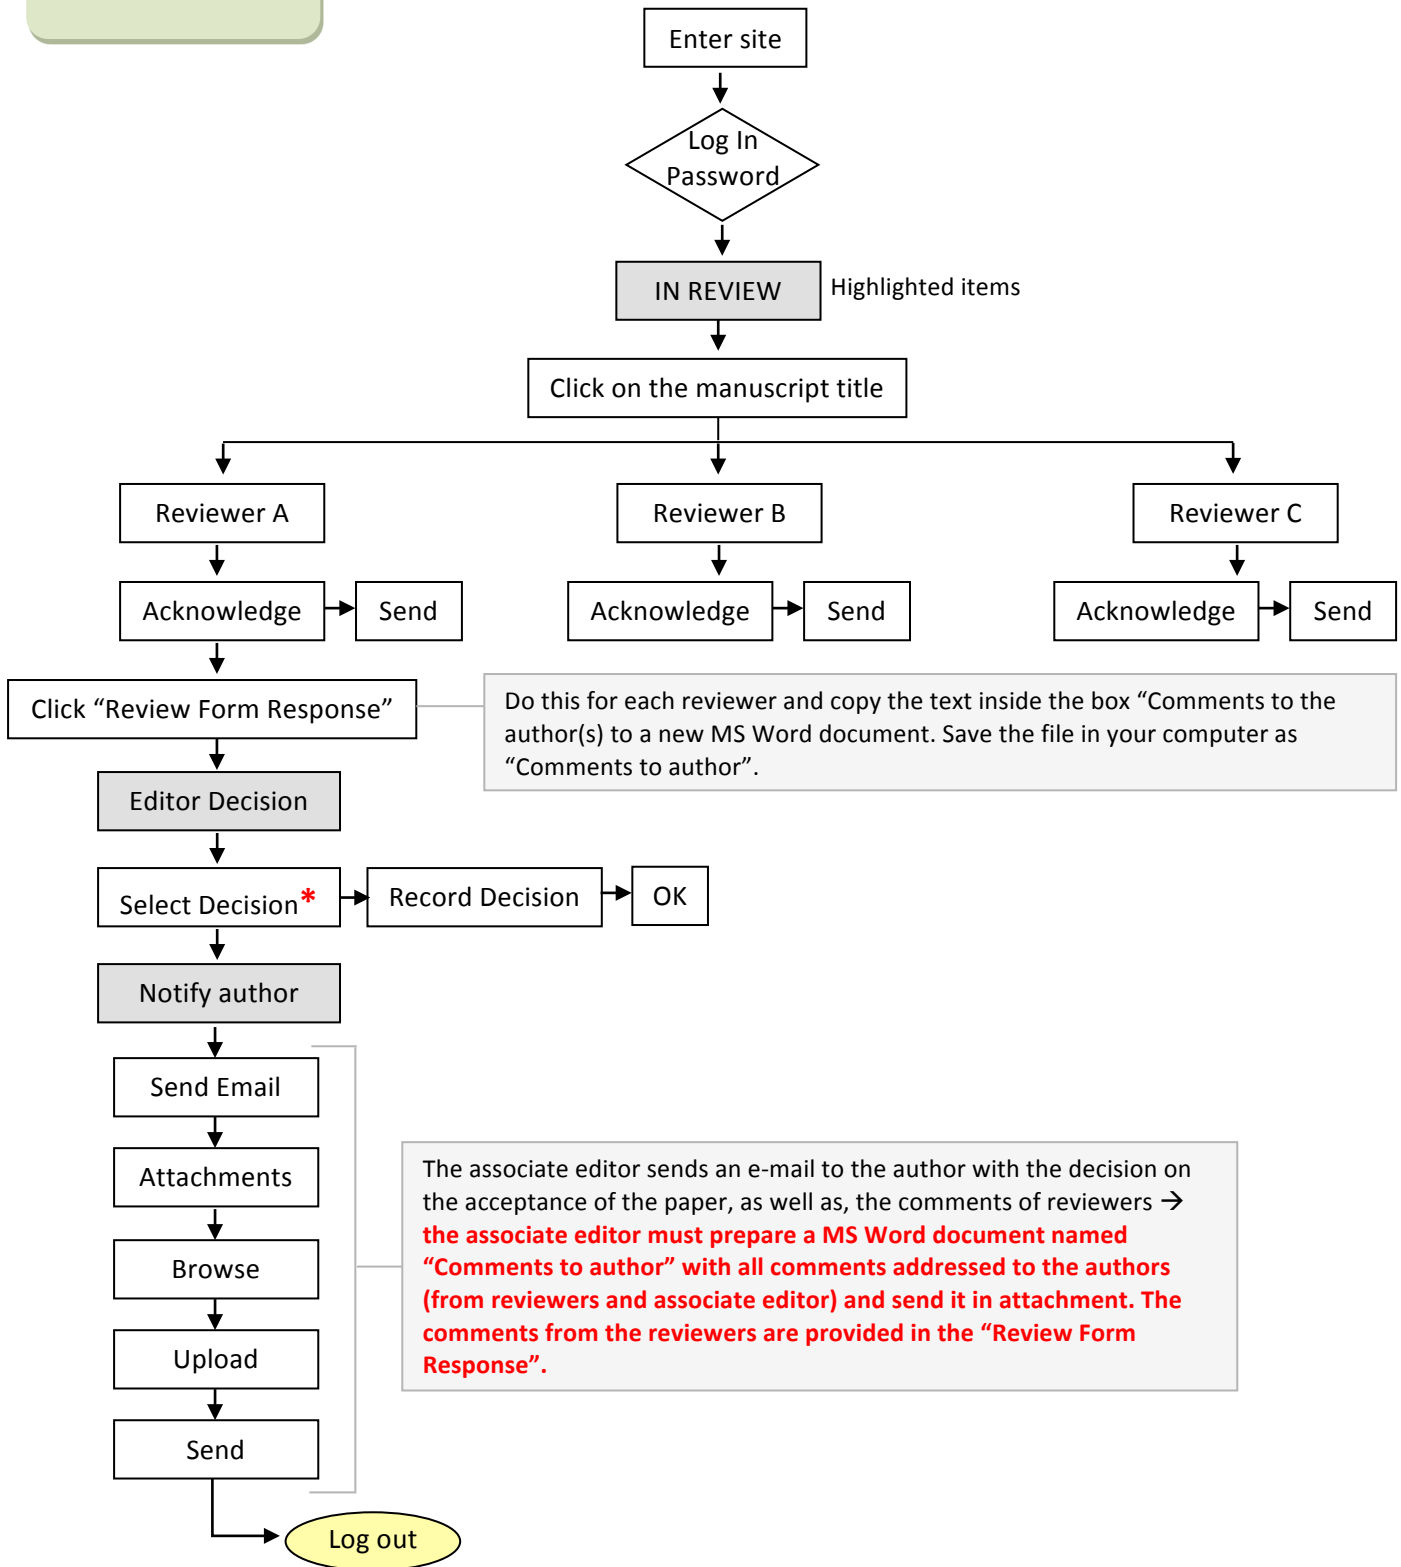 Enter site
Log In
Password
IN REVIEW
Highlighted items
Click on the manuscript title
Reviewer A
Reviewer B
Reviewer C
Acknowledge
Send
Acknowledge
Send
Acknowledge
Send
Click “Review Form Response”
Do this for each reviewer and copy the text inside the box “Comments to the
author(s) to a new MS Word document. Save the file in your computer as
“Comments to author”.
Editor Decision
Select Decision*
Record Decision
OK
Notify author
Send Email
Attachments
Browse
Upload
Send
The associate editor sends an e-mail to the author with the decision on
the acceptance of the paper, as well as, the comments of reviewers →
the associate editor must prepare a MS Word document named
“Comments to author” with all comments addressed to the authors
(from reviewers and associate editor) and send it in attachment. The
comments from the reviewers are provided in the “Review Form
Response”.
Log out